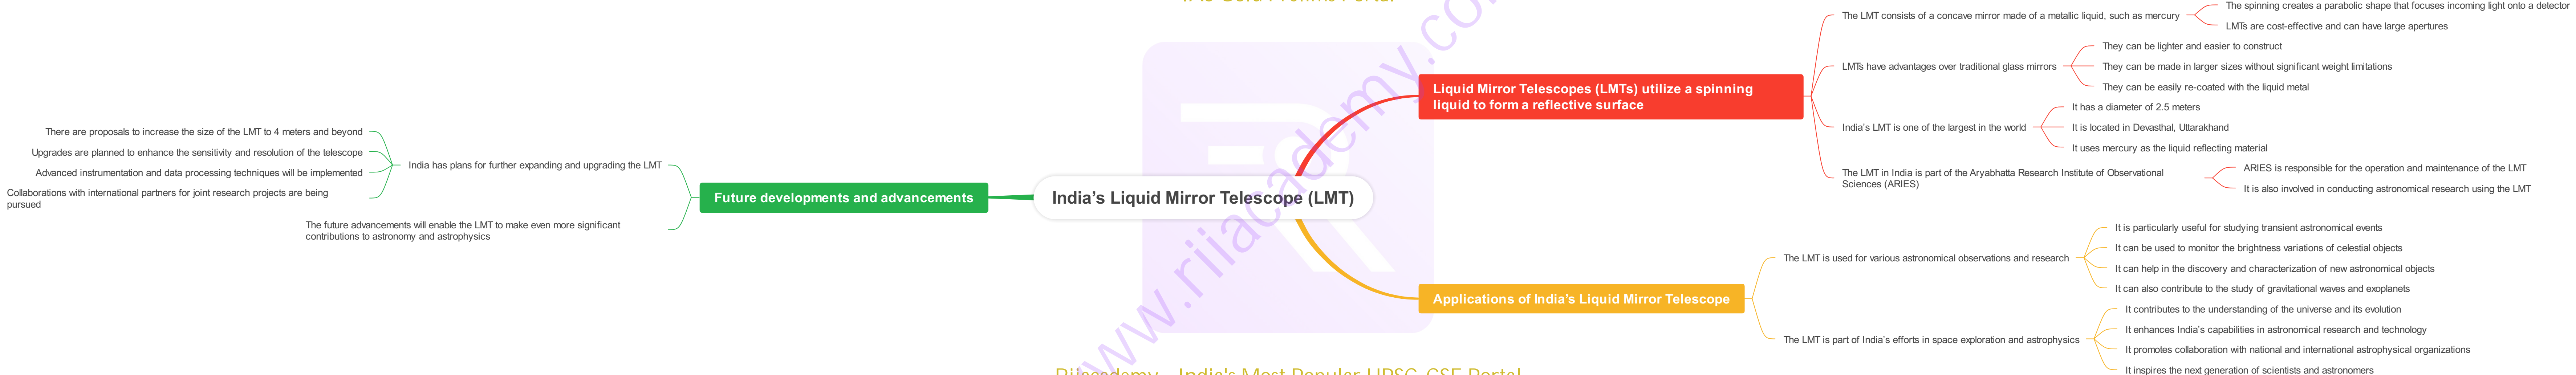 India's Liquid Mirror Telescope (LMT)
Liquid Mirror Telescopes (LMTs) utilize a spinning
liquid to form a reflective surface
The LMT consists of a concave mirror made of a metallic liquid, such as mercury
The spinning creates a parabolic shape that focuses incoming light onto a detector
LMTs are cost-effective and can have large apertures
LMTs have advantages over traditional glass mirrors
They can be lighter and easier to construct
They can be made in larger sizes without significant weight limitations
They can be easily re-coated with the liquid metal
India's LMT is one of the largest in the world
It has a diameter of 2.5 meters
It is located in Devasthal, Uttarakhand
It uses mercury as the liquid reflecting material
The LMT in India is part of the Aryabhatta Research Institute of Observational
Sciences (ARIES)
ARIES is responsible for the operation and maintenance of the LMT
It is also involved in conducting astronomical research using the LMT
Applications of India's Liquid Mirror Telescope
The LMT is used for various astronomical observations and research
It is particularly useful for studying transient astronomical events
It can be used to monitor the brightness variations of celestial objects
It can help in the discovery and characterization of new astronomical objects
It can also contribute to the study of gravitational waves and exoplanets
The LMT is part of India's efforts in space exploration and astrophysics
It contributes to the understanding of the universe and its evolution
It enhances India's capabilities in astronomical research and technology
It promotes collaboration with national and international astrophysical organizations
It inspires the next generation of scientists and astronomers
Future developments and advancements
India has plans for further expanding and upgrading the LMT
There are proposals to increase the size of the LMT to 4 meters and beyond
Upgrades are planned to enhance the sensitivity and resolution of the telescope
Advanced instrumentation and data processing techniques will be implemented
Collaborations with international partners for joint research projects are being
pursued
The future advancements will enable the LMT to make even more significant
contributions to astronomy and astrophysics
www.rijiacademy.co
India's Most Popular UPSC-CSE Portal